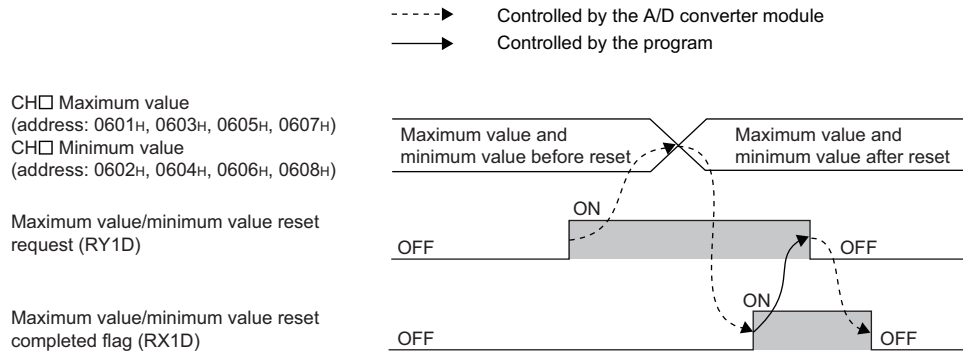 Controlled by the A/D converter module
Controlled by the program
CH□ Maximum value
(address: 0601H, 0603H, 0605H, 0607H)
CH□ Minimum value
(address: 0602H, 0604H, 0606H, 0608H)
Maximum value and
minimum value before reset
Maximum value and
minimum value after reset
Maximum value/minimum value reset
request (RY1D)
OFF
ON
OFF
Maximum value/minimum value reset
completed flag (RX1D)
OFF
ON
OFF